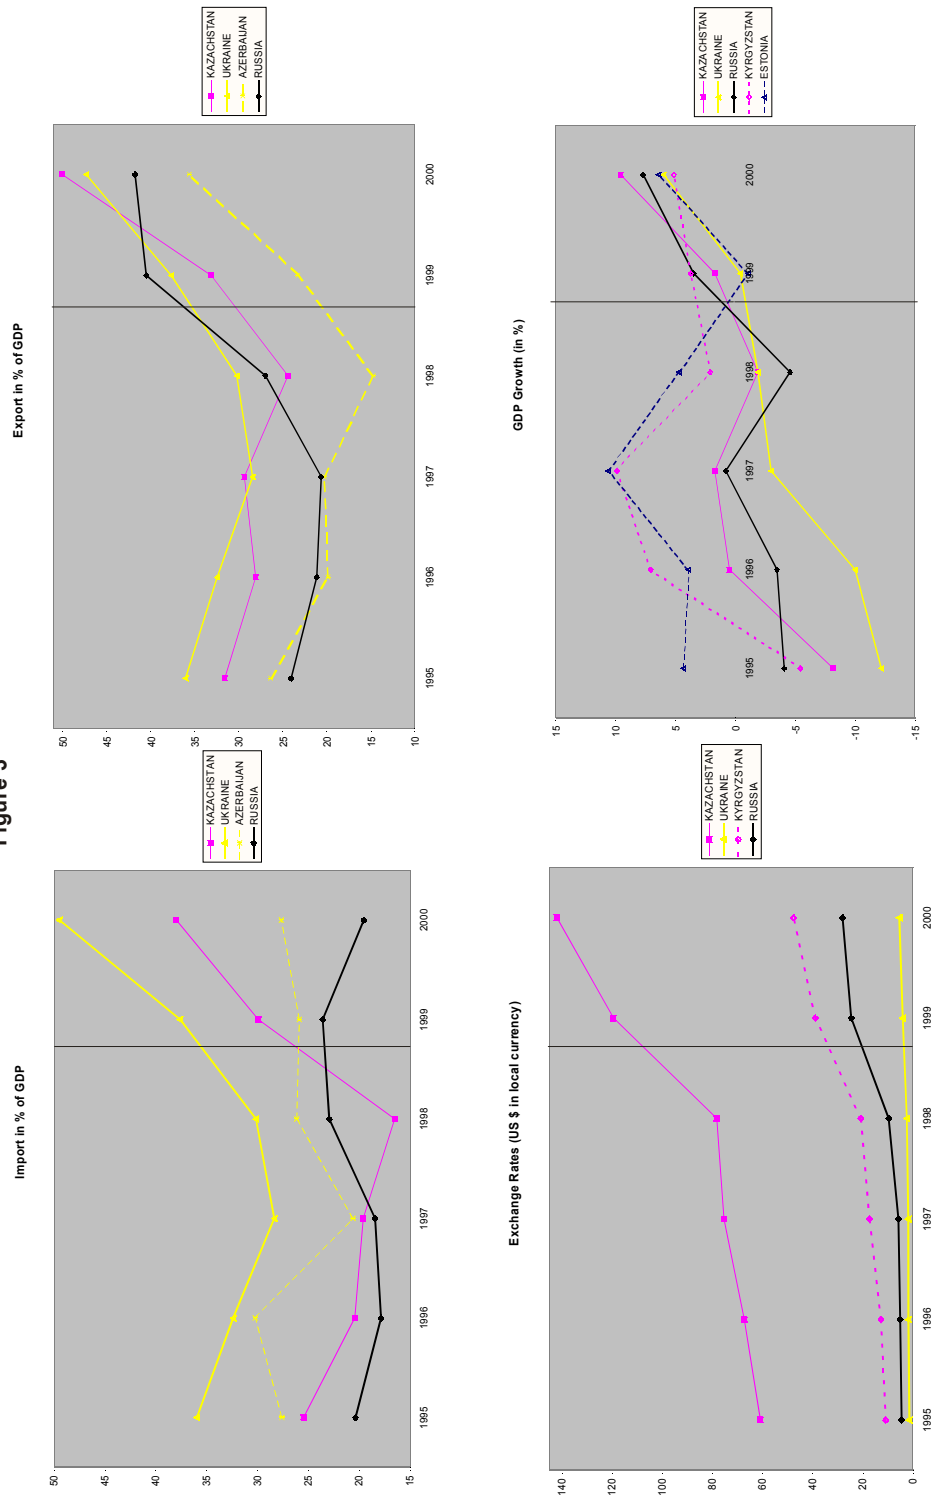 Figure
Import in % of GDP
50
45
40
35
30
25
20
15
1995
1996
1997
1998
1999
2000
KAZACHSTAN
UKRAINE
AZERBAIJAN
RUSSIA
Export in % of GDP
50
45
40
35
30
25
20
15
10
1995
1996
1997
1998
1999
2000
KAZACHSTAN
UKRAINE
AZERBAIJAN
RUSSIA
Exchange Rates (US $ in local currency)
140
120
100
80
60
40
20
0
1995
1996
1997
1998
1999
2000
KAZACHSTAN
UKRAINE
KYRGYZSTAN
RUSSIA
GDP Growth (in %)
15
10
5
0
-5
-10
-15
1995
1996
1997
1998
1999
2000
KAZACHSTAN
UKRAINE
RUSSIA
KYRGYZSTAN
ESTONIA